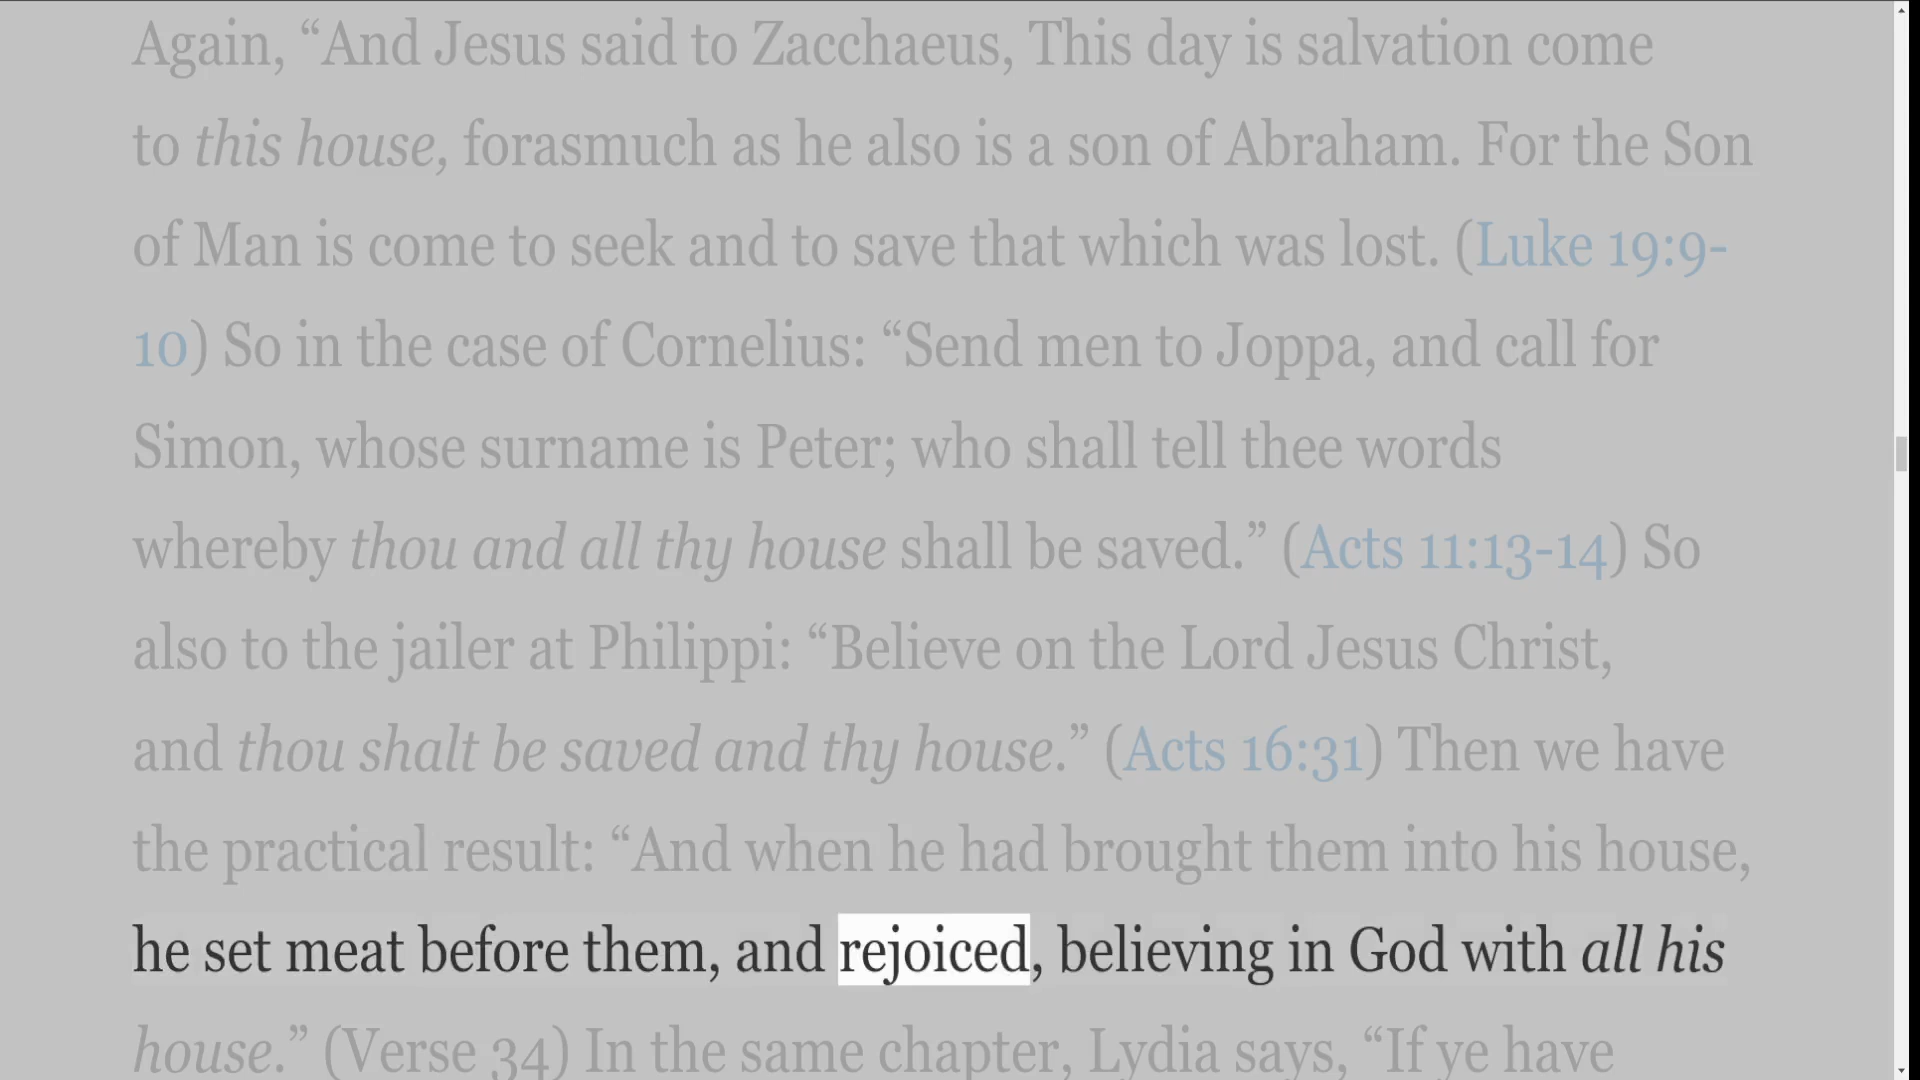 Again, “And Jesus said to Zacchaeus, This day is salvation come
to this house, forasmuch as he also is a son of Abraham. For the Son
of Man is come to seek and to save that which was lost. (Luke 19:9-
10) So in the case of Cornelius: “Send men to Joppa, and call for
Simon, whose surname is Peter; who shall tell thee words
whereby thou and all thy house shall be saved.” (Acts 11:13-14) So
also to the jailer at Philippi: “Believe on the Lord Jesus Christ,
and thou shalt be saved and thy house.” (Acts 16:31) Then we have
the practical result: “And when he had brought them into his house,
he set meat before them, and rejoiced, believing in God with all his
house.” (Verse 34) In the same chapter, Lydia says, “If ye have